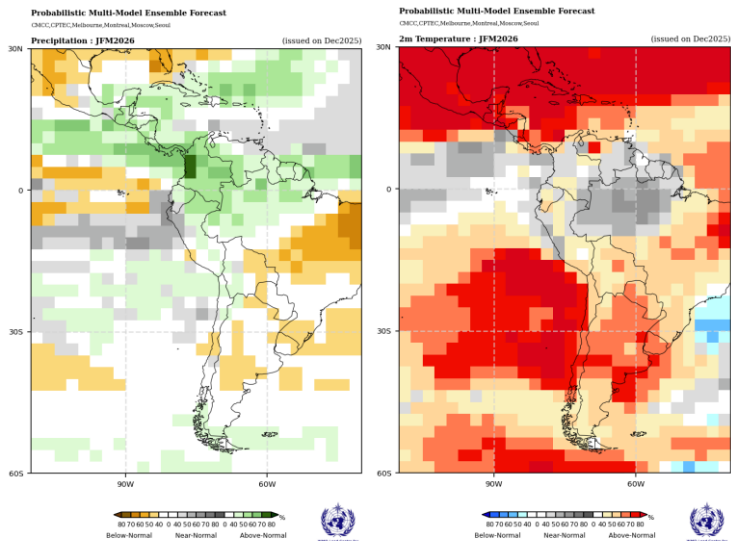 Probabilistic Multi-Model Ensemble Forecast
CMCC,CPTEC,Melbourne,Montreal,Moscow,Seoul
Precipitation : JFM2026 (issued on Dec2025)
30N
0
30S
60S
90W 60W
80 70 60 50 40 0 40 50 60 70 80 0 40 50 60 70 80 %
Below-Normal Near-Normal Above-Normal
Probabilistic Multi-Model Ensemble Forecast
CMCC,CPTEC,Melbourne,Montreal,Moscow,Seoul
2m Temperature : JFM2026 (issued on Dec2025)
30N
0
30S
60S
90W 60W
80 70 60 50 40 0 40 50 60 70 80 0 40 50 60 70 80 %
Below-Normal Near-Normal Above-Normal